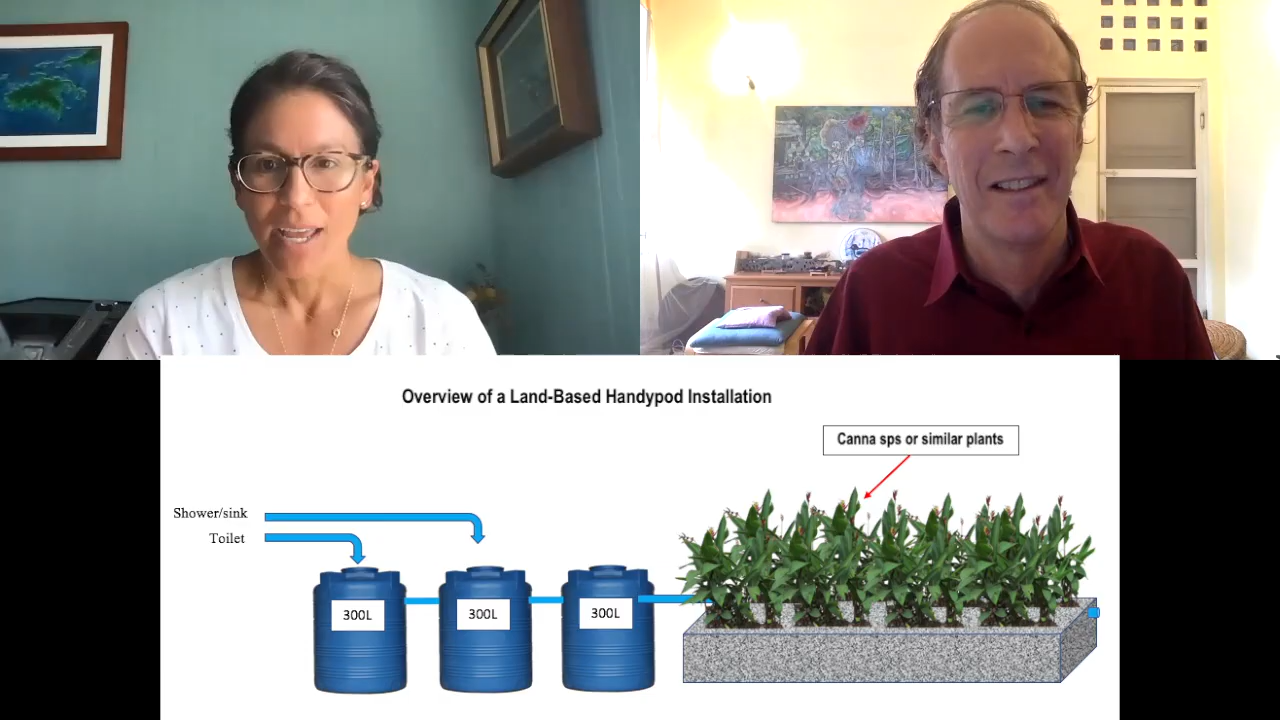 Overview of a Land-Based Handypod Installation
Canna sps or similar plants
Shower/sink
Toilet
300L
300L
300L